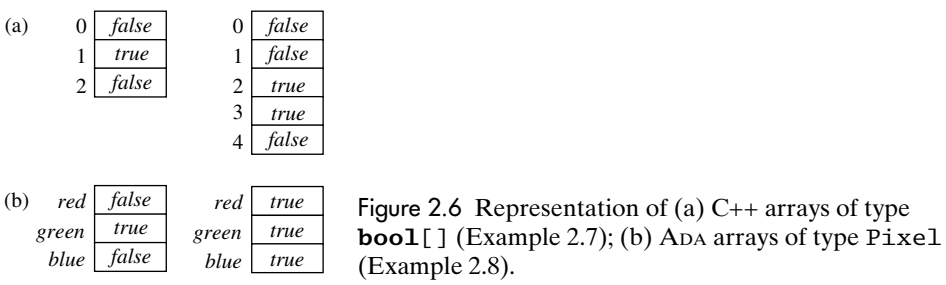 (a) 0 false 0 false
1 true 1 false
2 false 2 true
3 true
4 false
(b) red false red true
green true green true
blue false blue true
Figure 2.6 Representation of (a) C++ arrays of type
bool[] (Example 2.7); (b) ADA arrays of type Pixel
(Example 2.8).